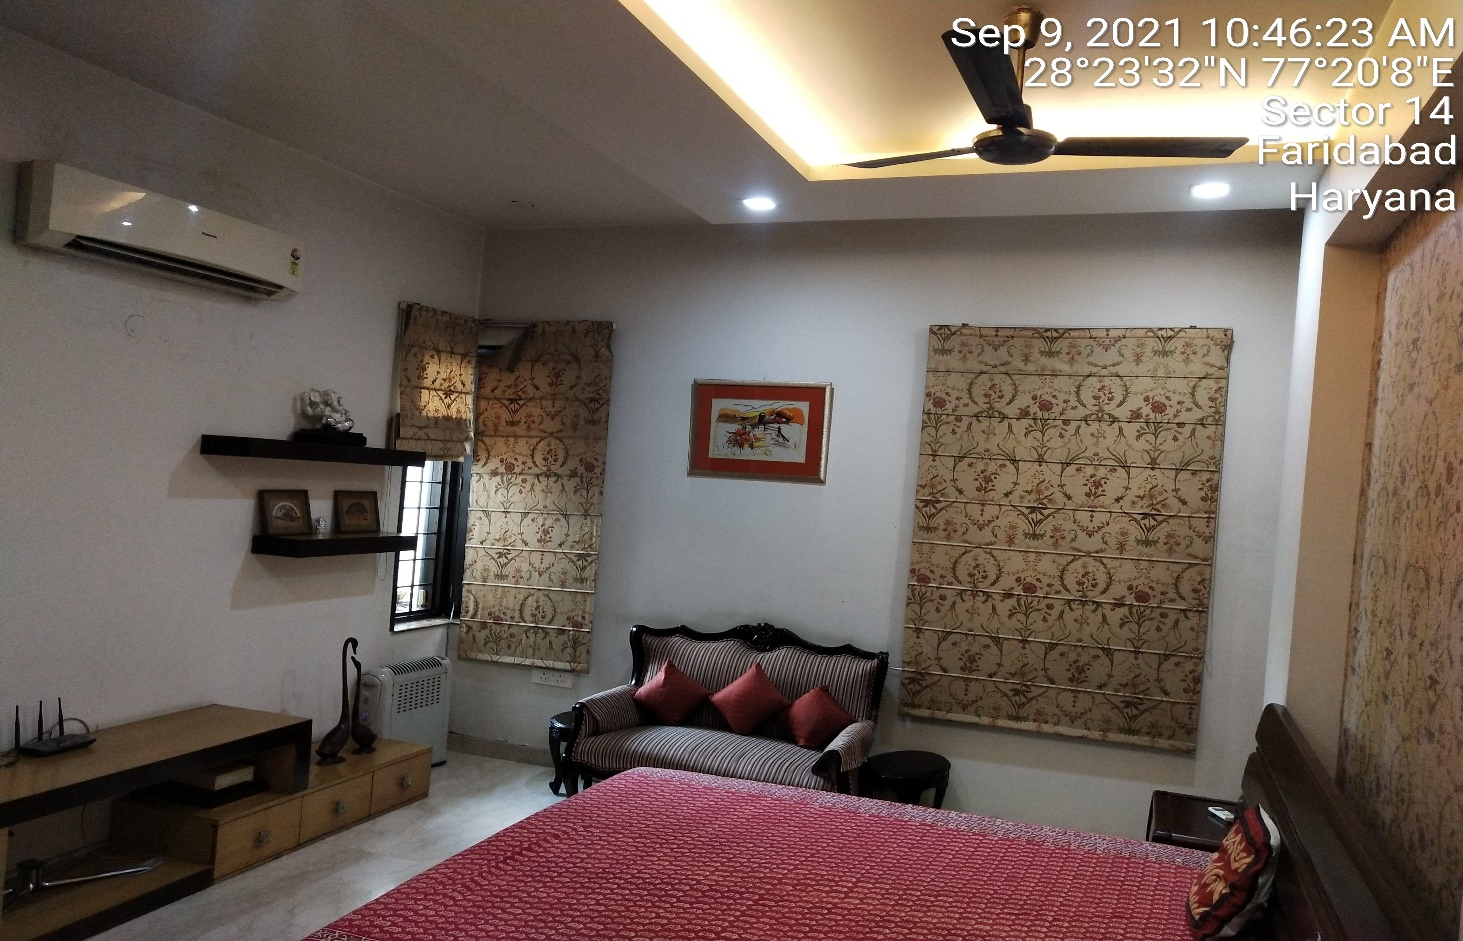 Sep 9, 2021 10:46:23 AM
28°23'32"N 77°20'8"E
Sector 14
Faridabad
Haryana